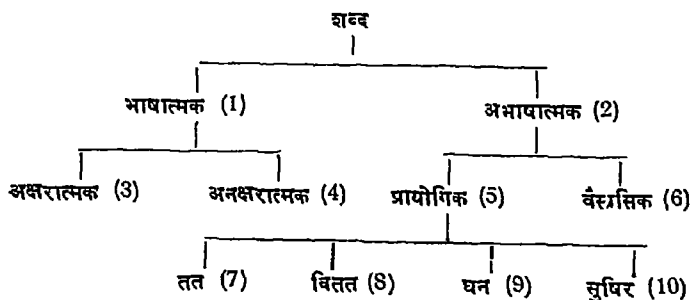 शब्द
भाषात्मक (1) अभाषात्मक (2)
अक्षरात्मक (3) अनक्षरात्मक (4) प्रायोगिक (5) वैस्रसिक (6)
तत (7) वितत (8) घन (9) सुषिर (10)